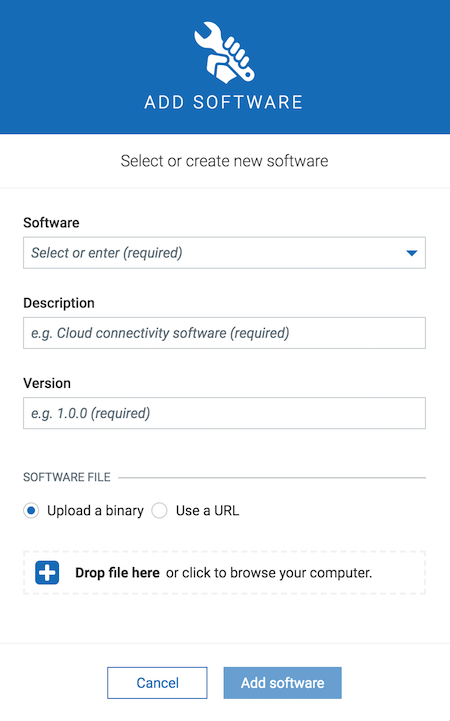 ADD SOFTWARE
Select or create new software
Software
Select or enter (required)
Description
e.g. Cloud connectivity software (required)
Version
e.g. 1.0.0 (required)
SOFTWARE FILE
Upload a binary Use a URL
Drop file here or click to browse your computer.
Cancel Add software